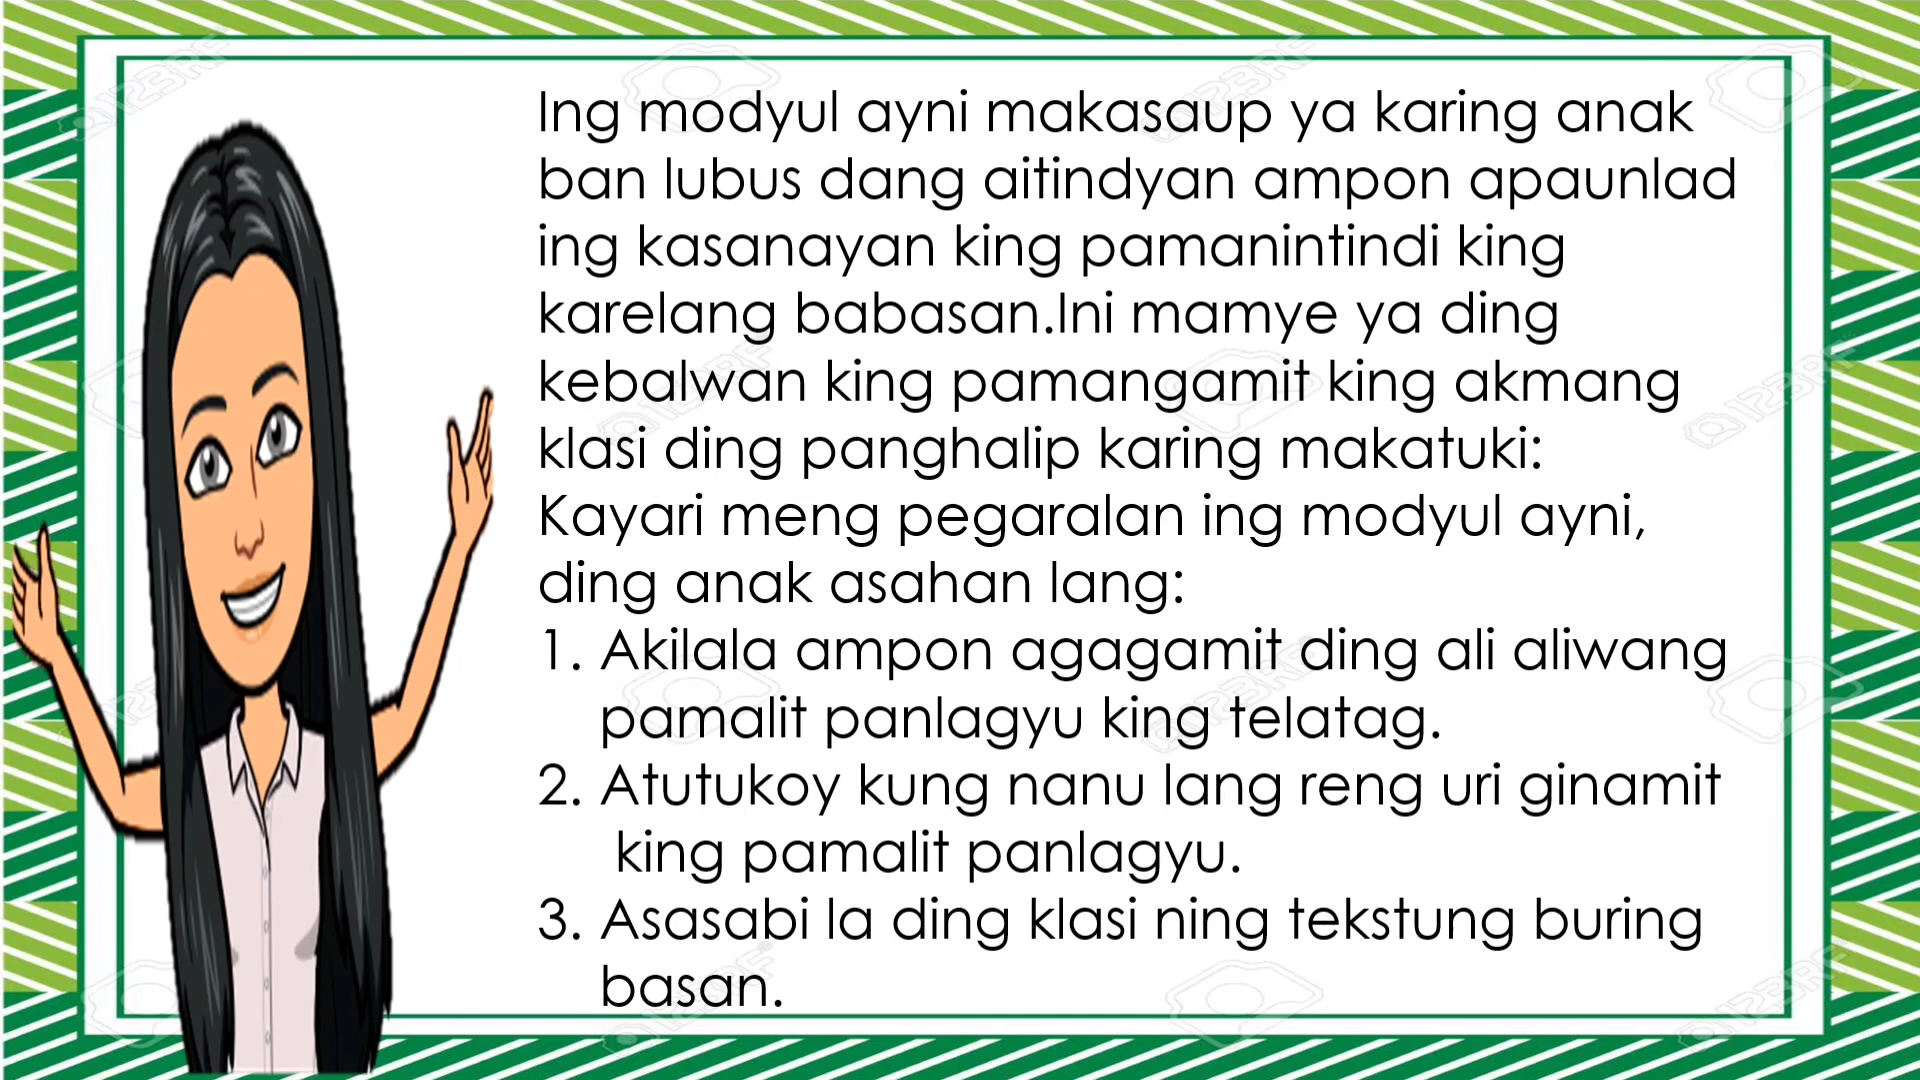 Ing modyul ayni makasaup ya karing anak
ban lubus dang aitindyan ampon apaunlad
ing kasanayan king pamanintindi king
karelang babasan.Ini mamye ya ding
kebalwan king pamangamit king akmang
klasi ding panghalip karing makatuki:
Kayari meng pegaralan ing modyul ayni,
ding anak asahan lang:
1. Akilala ampon agagamit ding ali aliwang
pamalit panlagyu king telatag.
2. Atutukoy kung nanu lang reng uri ginamit
king pamalit panlagyu.
3. Asasabi la ding klasi ning tekstung buring
basan.